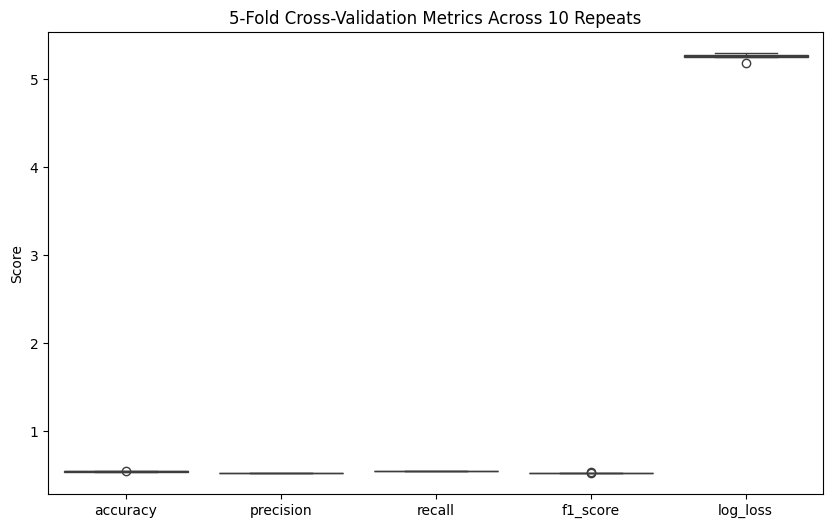 5-Fold Cross-Validation Metrics Across 10 Repeats
Score
5
4
3
2
1
accuracy precision recall f1_score log_loss